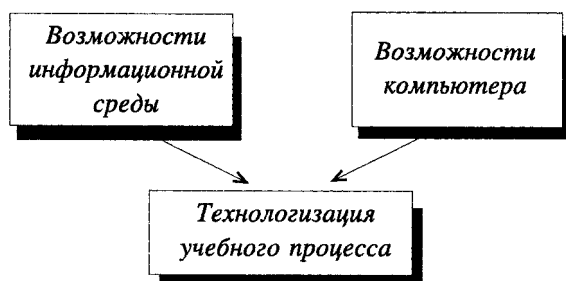 Возможности
информационной
среды
Возможности
компьютера
Технологизация
учебного процесса